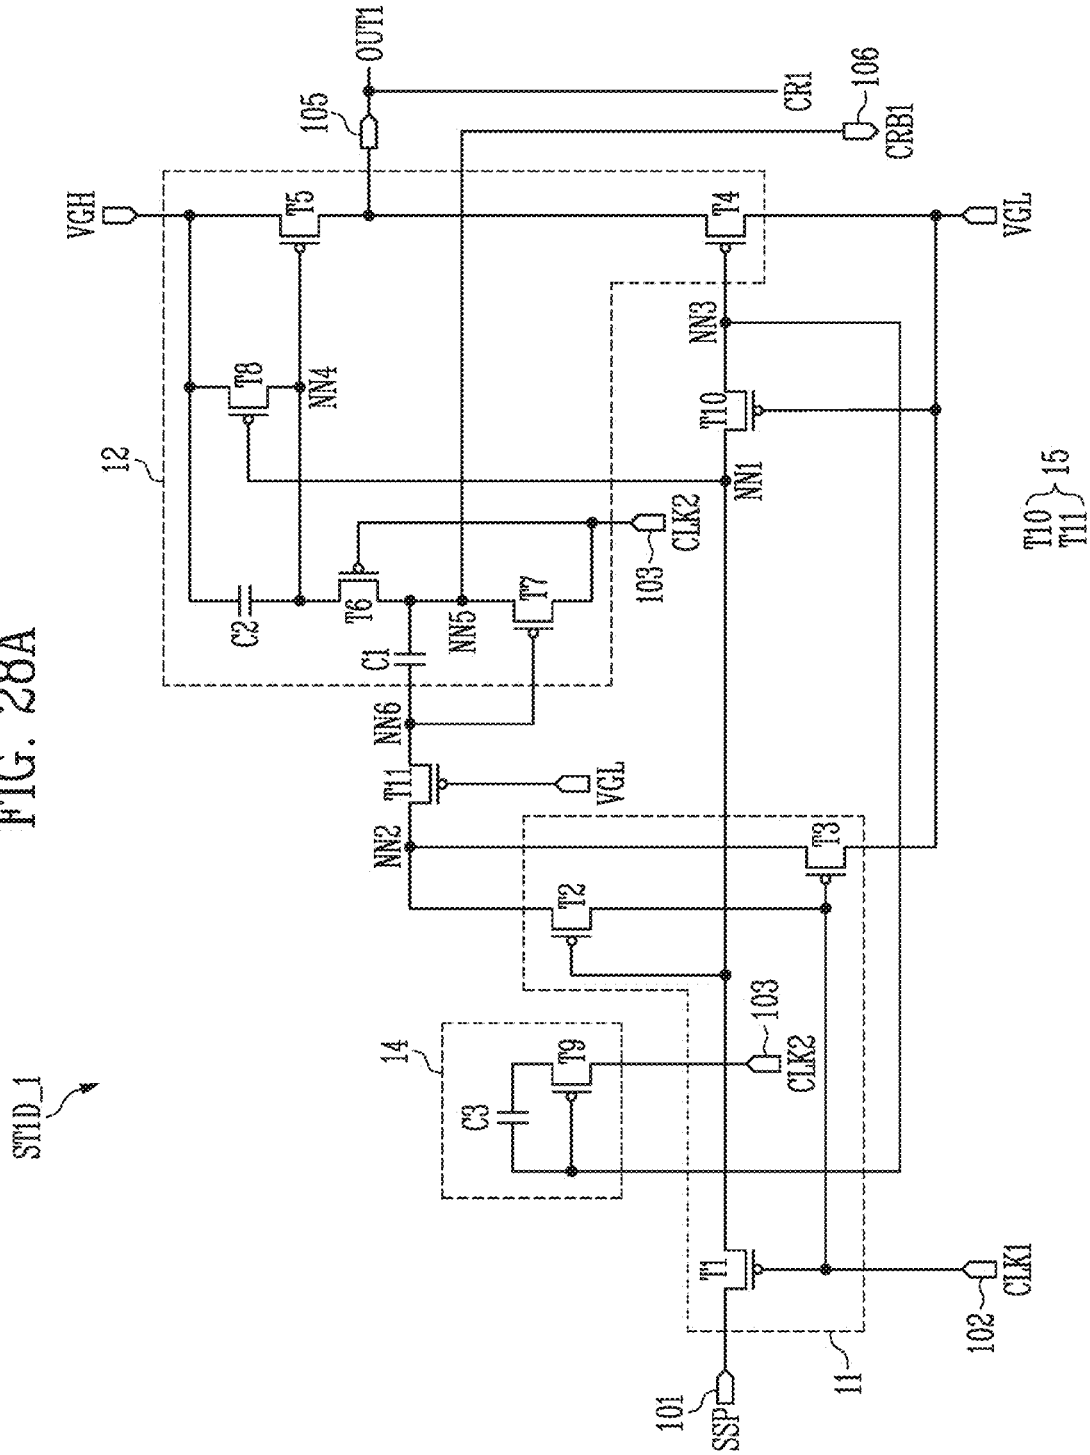 FIG. 28A
ST1D_1
VGH
12
C2
T8
NN4
T5
105
OUT1
T6
C1
NN5
T7
103
CLK2
CR1
106
CRB1
NN6
T11
VGL
NN2
NN1
T10
NN3
T4
VGL
14
C3
T9
103
CLK2
T2
T3
101
SSP
T1
11
102
CLK1
T10
T11
15